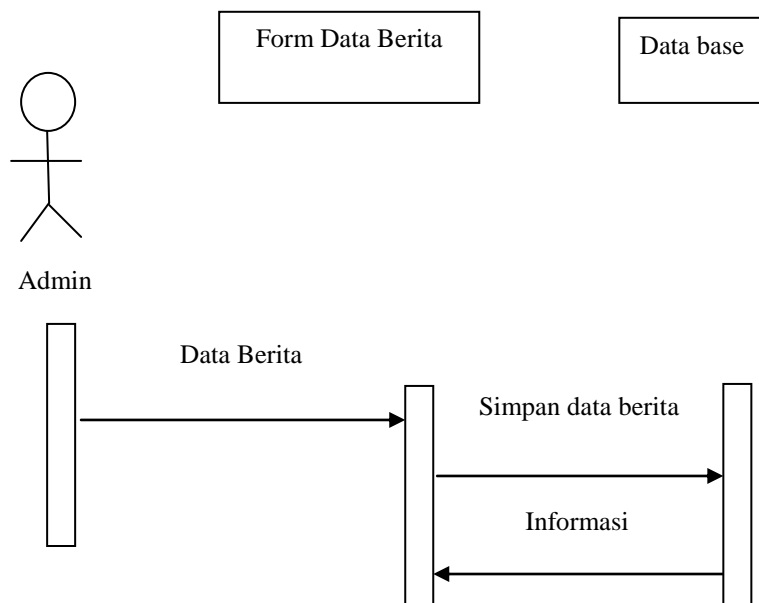 Form Data Berita
Data base
Admin
Data Berita
Simpan data berita
Informasi